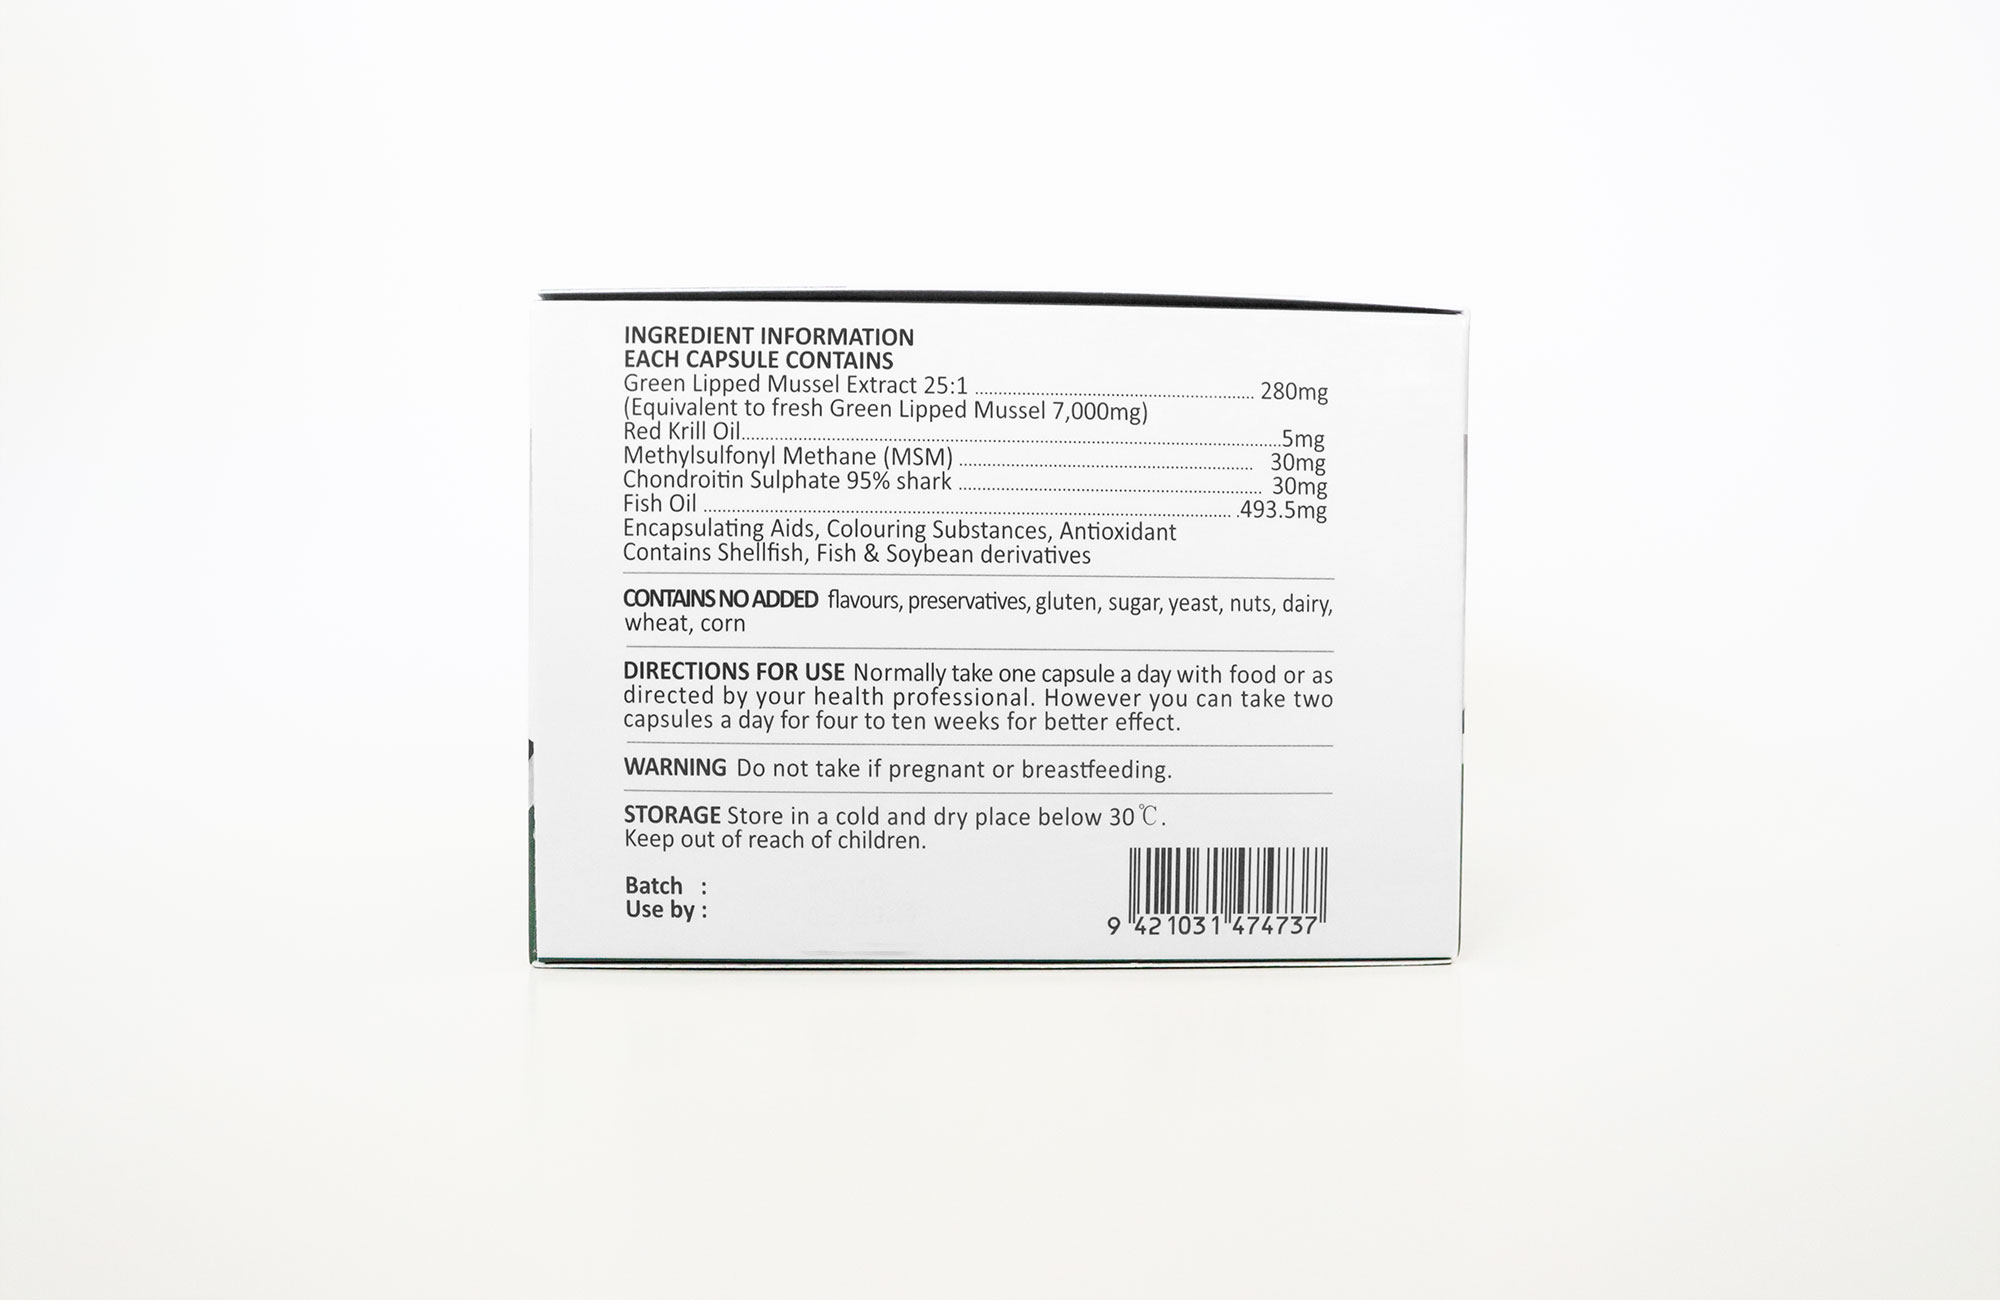 INGREDIENT INFORMATION
EACH CAPSULE CONTAINS
Green Lipped Mussel Extract 25:1 ........................ 280mg
(Equivalent to fresh Green Lipped Mussel 7,000mg)
Red Krill Oil........................5mg
Methylsulfonyl Methane (MSM) ........................ 30mg
Chondroitin Sulphate 95% shark ........................ 30mg
Fish Oil ........................ .493.5mg
Encapsulating Aids, Colouring Substances, Antioxidant
Contains Shellfish, Fish & Soybean derivatives
CONTAINS NO ADDED flavours, preservatives, gluten, sugar, yeast, nuts, dairy,
wheat, corn
DIRECTIONS FOR USE Normally take one capsule a day with food or as
directed by your health professional. However you can take two
capsules a day for four to ten weeks for better effect.
WARNING Do not take if pregnant or breastfeeding.
STORAGE Store in a cold and dry place below 30℃.
Keep out of reach of children.
Batch :
Use by :
9 421031 474737